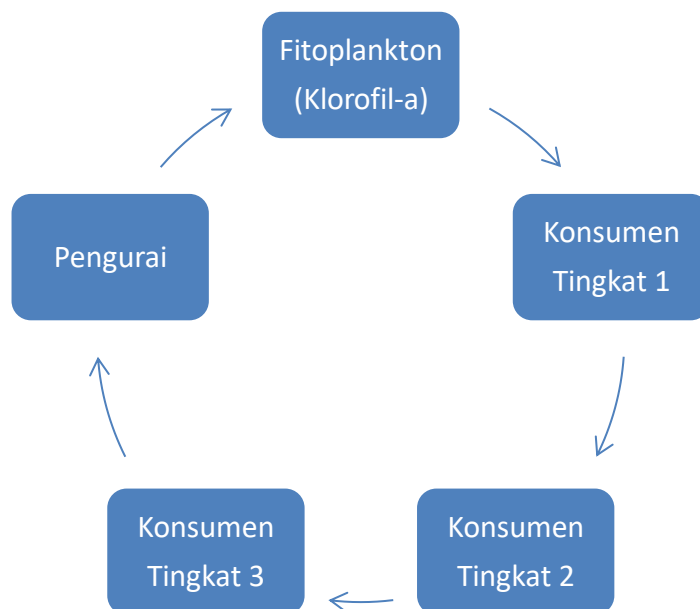 Fitoplankton
(Klorofil-a)
Konsumen
Tingkat 1
Konsumen
Tingkat 2
Konsumen
Tingkat 3
Pengurai